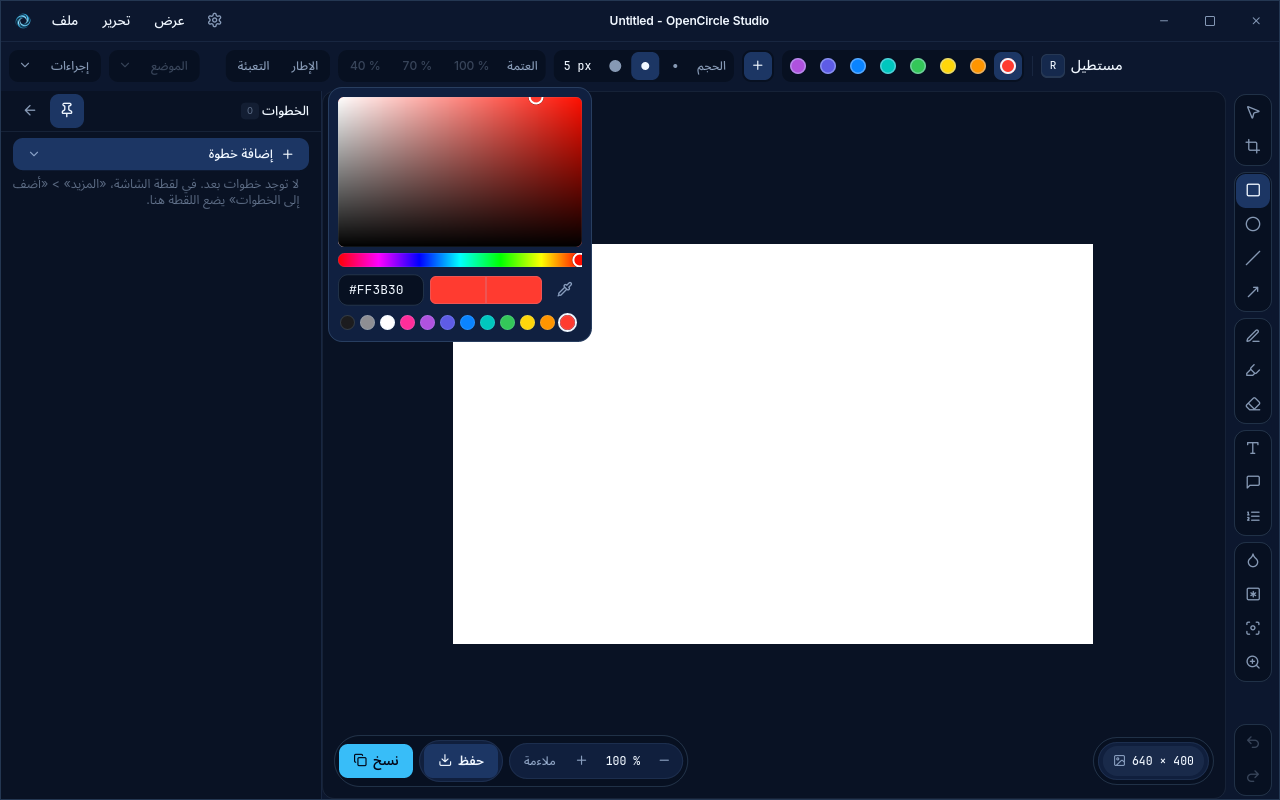 ملف
تحرير
عرض
Untitled - OpenCircle Studio
مستطيل
R
الحجم
5 px
العتمة
100 %
70 %
40 %
الإطار
التعبئة
الموضع
إجراءات
الخطوات 0
إضافة خطوة
لا توجد خطوات بعد. في لقطة الشاشة، «المزيد» > «أضف
إلى الخطوات» يضع اللقطة هنا.
#FF3B30
نسخ
حفظ
ملاءمة
100 %
640 × 400